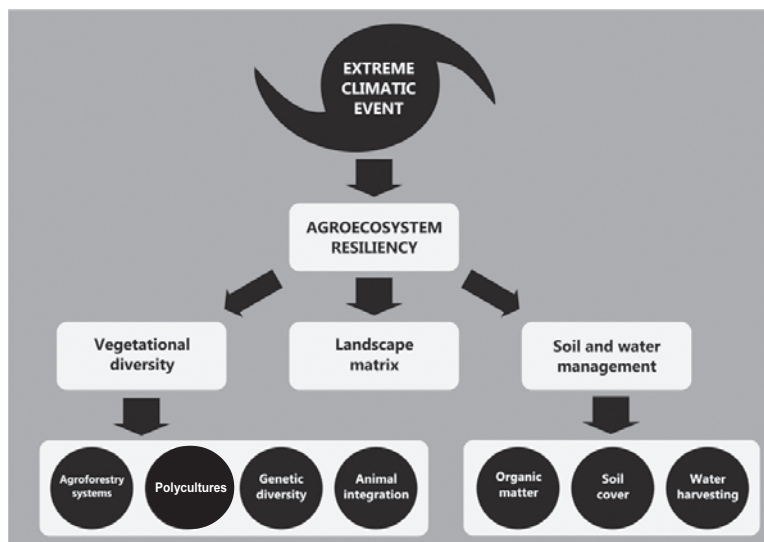 EXTREME
CLIMATIC
EVENT
AGROECOSYSTEM
RESILIENCY
Vegetational
diversity
Landscape
matrix
Soil and water
management
Agroforestry
systems
Polycultures
Genetic
diversity
Animal
integration
Organic
matter
Soil
cover
Water
harvesting